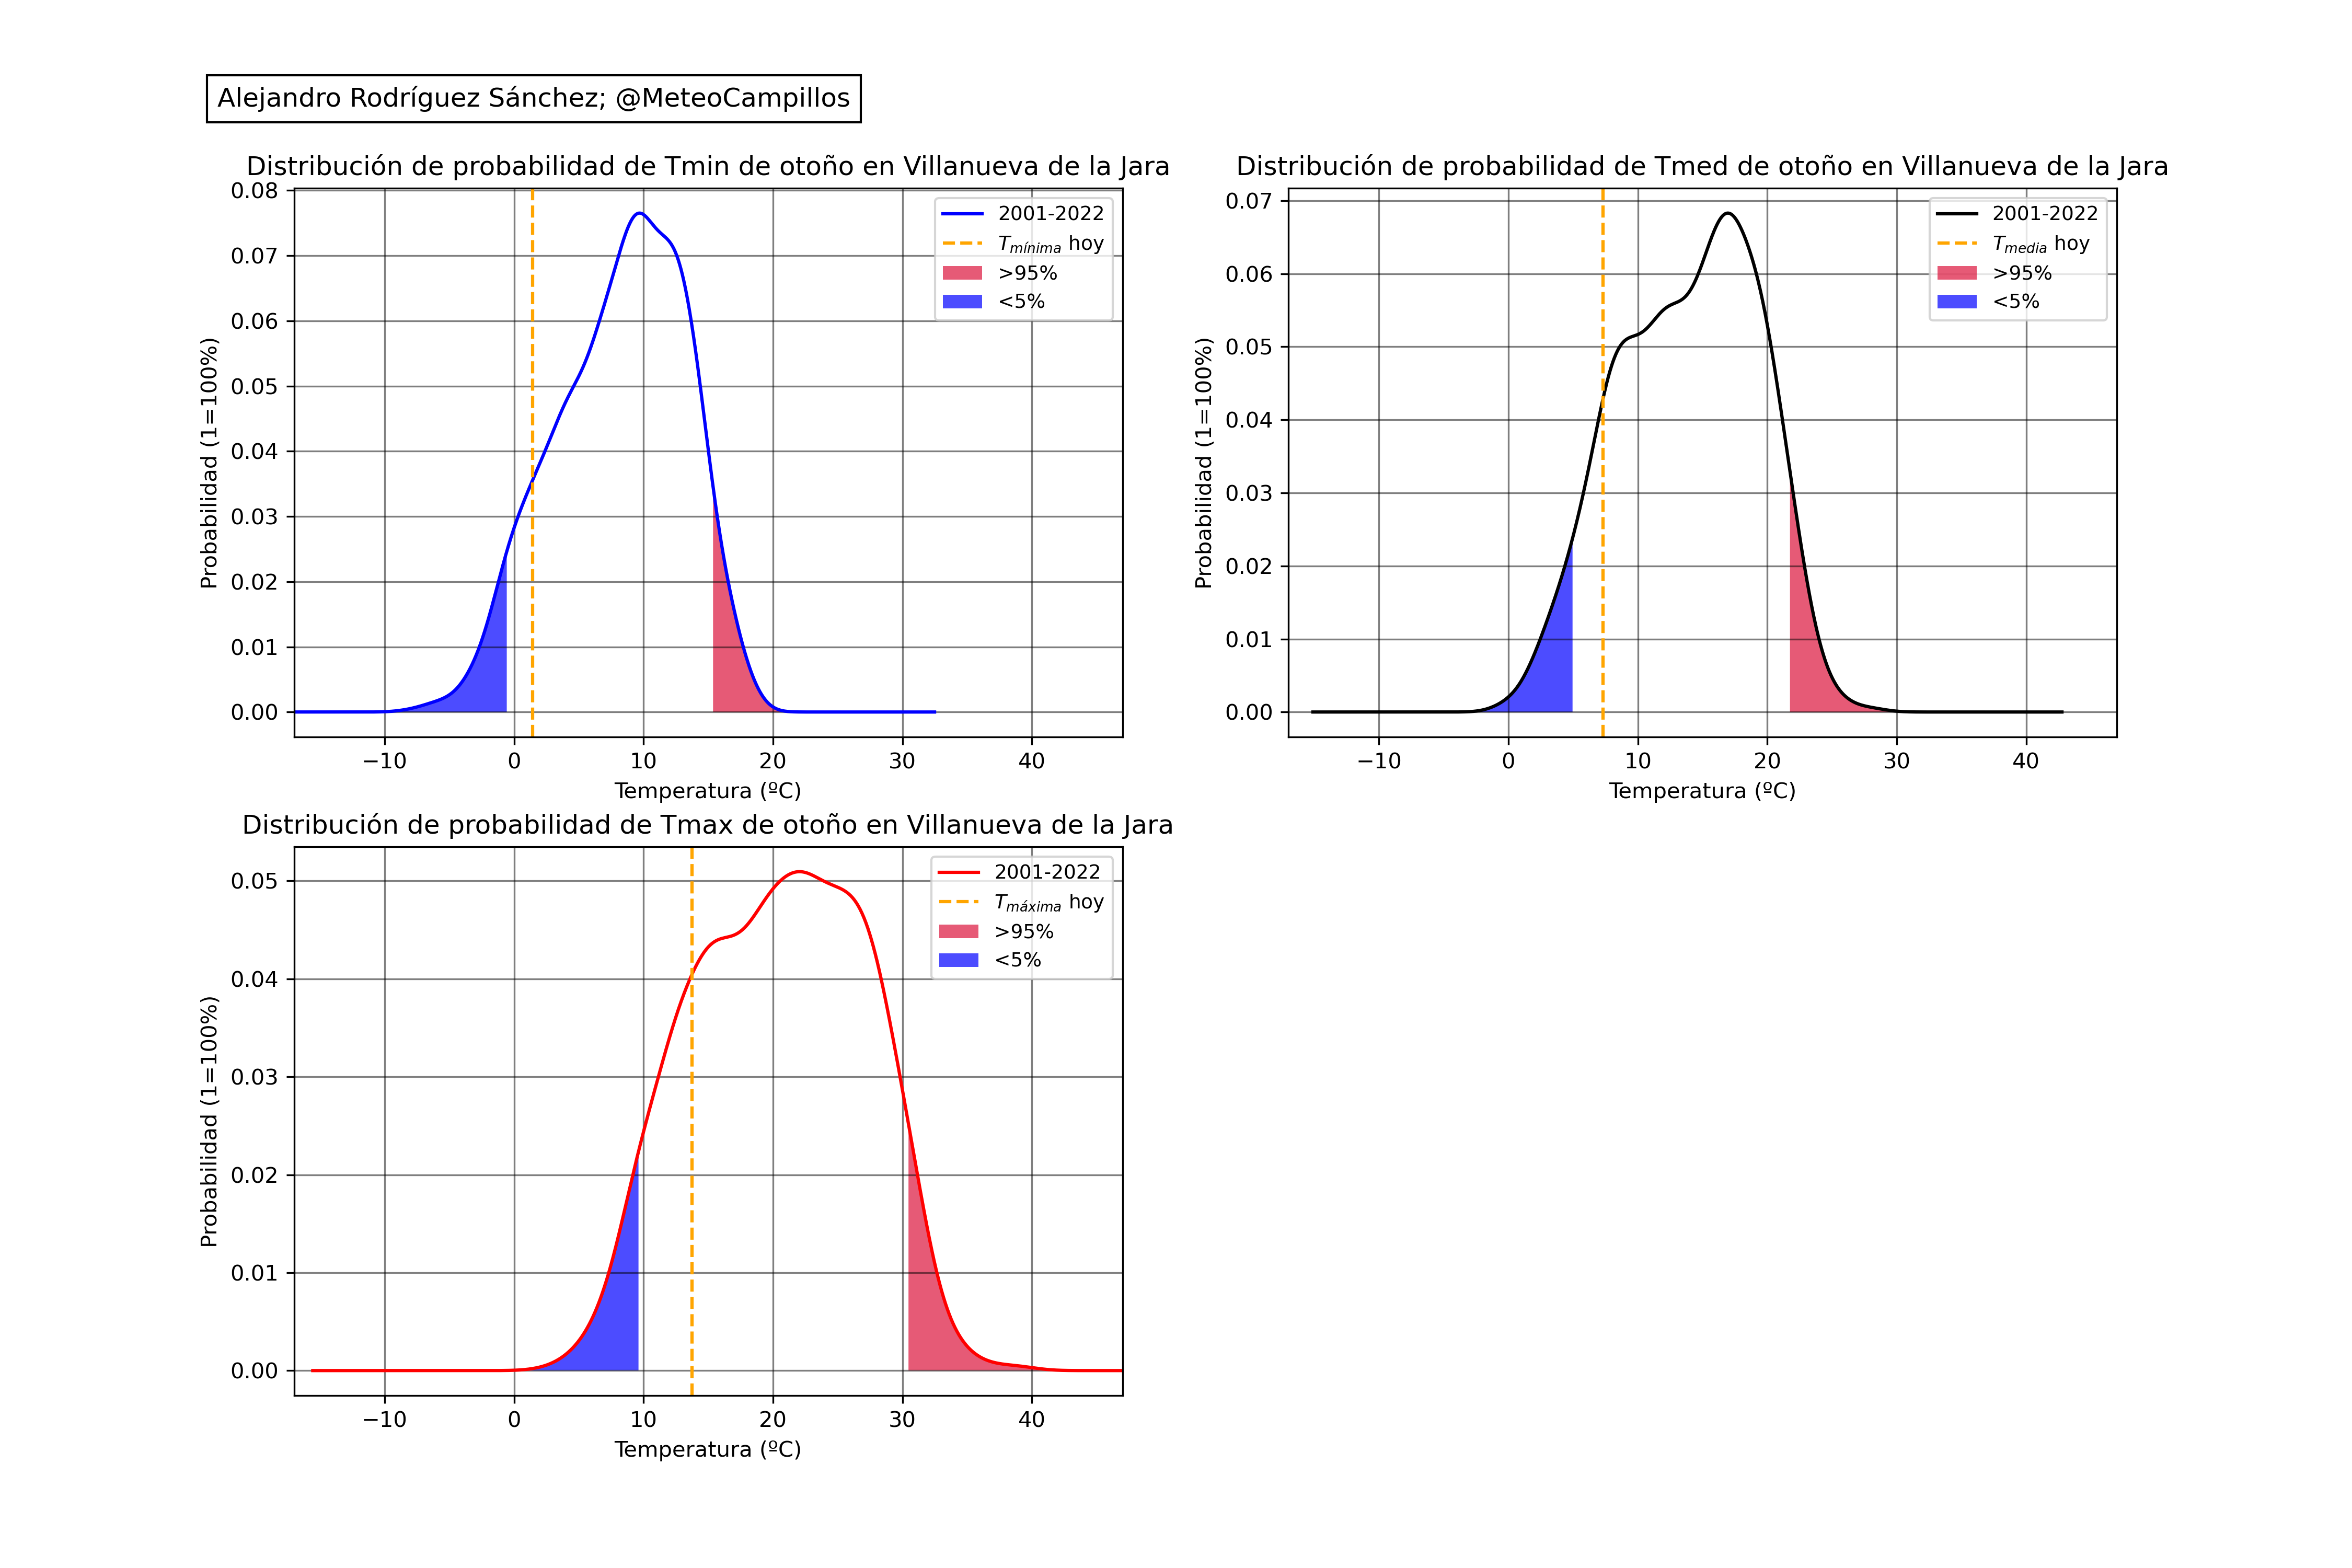 Alejandro Rodríguez Sánchez; @MeteoCampillos
Distribución de probabilidad de Tmin de otoño en Villanueva de la Jara
0.08
0.07
0.06
0.05
0.04
0.03
0.02
0.01
0.00
Probabilidad (1=100%)
2001-2022
Tmínima hoy
>95%
<5%
−10 0 10 20 30 40
Temperatura (ºC)
Distribución de probabilidad de Tmed de otoño en Villanueva de la Jara
0.07
0.06
0.05
0.04
0.03
0.02
0.01
0.00
Probabilidad (1=100%)
2001-2022
Tmedia hoy
>95%
<5%
−10 0 10 20 30 40
Temperatura (ºC)
Distribución de probabilidad de Tmax de otoño en Villanueva de la Jara
0.05
0.04
0.03
0.02
0.01
0.00
Probabilidad (1=100%)
2001-2022
Tmáxima hoy
>95%
<5%
−10 0 10 20 30 40
Temperatura (ºC)